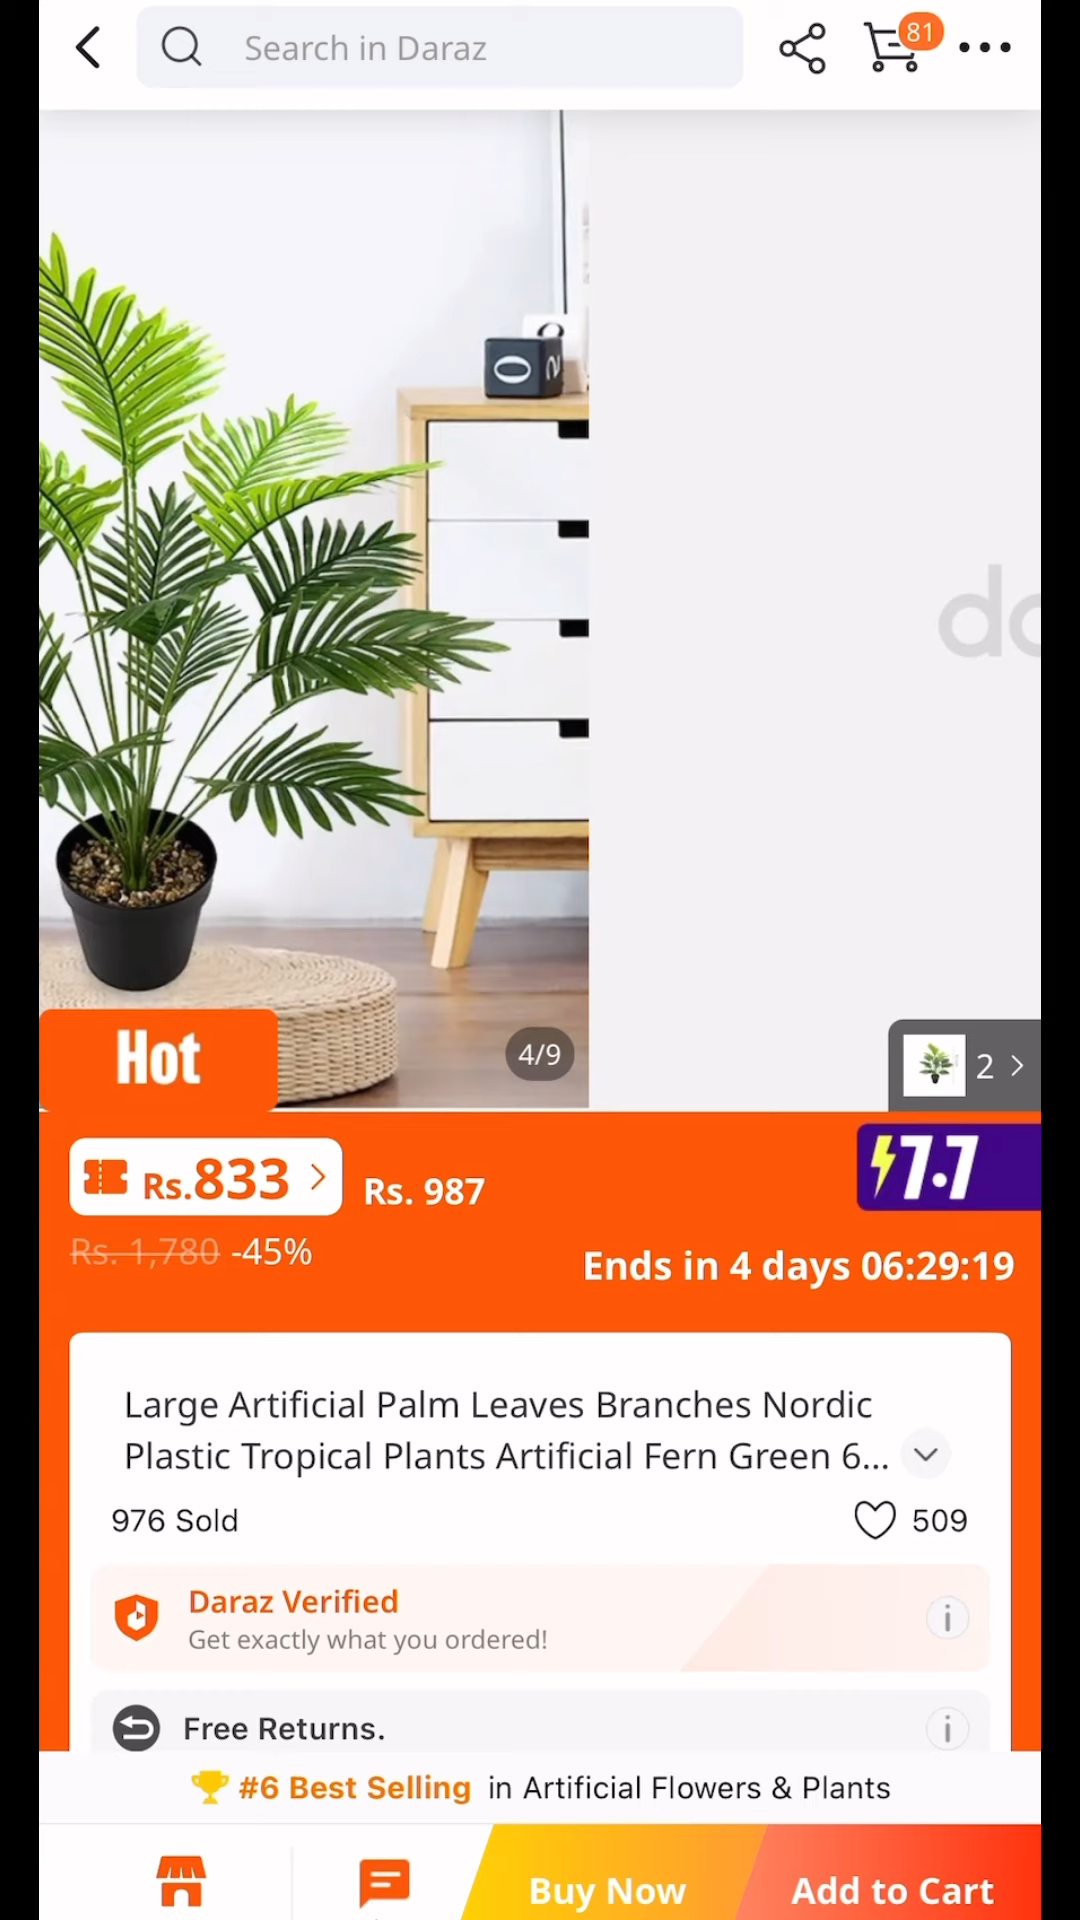 Search in Daraz
81
0
Hot
4/9
2
Rs.833
Rs. 987
7.7
Rs. 1,780 -45%
Ends in 4 days 06:29:19
Large Artificial Palm Leaves Branches Nordic
Plastic Tropical Plants Artificial Fern Green 6...
976 Sold
509
Daraz Verified
Get exactly what you ordered!
Free Returns.
#6 Best Selling in Artificial Flowers & Plants
Buy Now
Add to Cart